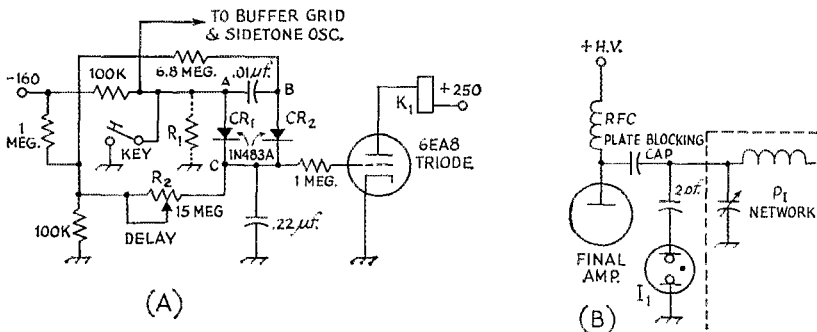 TO BUFFER GRID
& SIDETONE OSC.
6.8 MEG.
-160
100K
A
.01µf.
B
1 MEG.
KEY
R1
CR1
CR2
1N483A
C
K1
+250
6EA8
TRIODE
1 MEG.
R2
15 MEG
100K
DELAY
.22µf.
(A)
+H.V.
RFC
PLATE BLOCKING
CAP
PI
NETWORK
FINAL
AMP.
I1
(B)